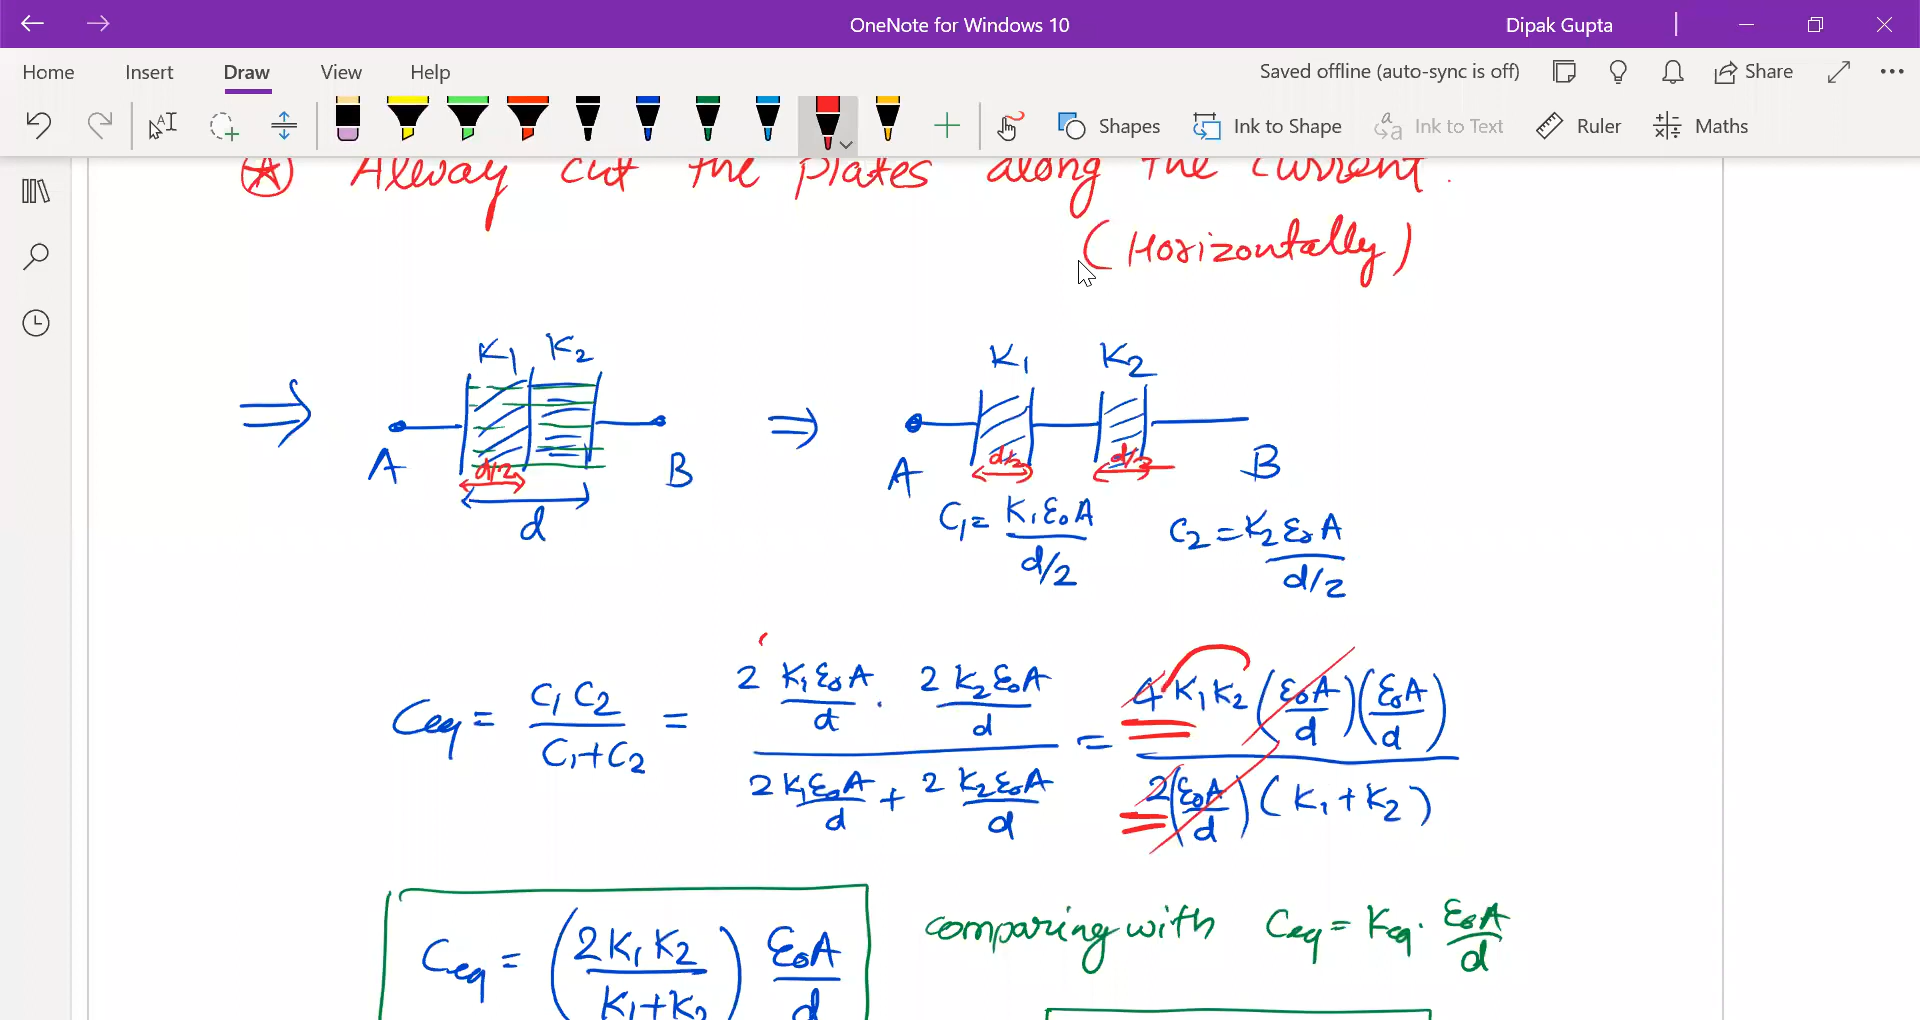 OneNote for Windows 10
Dipak Gupta
Home Insert Draw View Help
Saved offline (auto-sync is off) Share
Shapes Ink to Shape Ink to Text Ruler Maths
Alway cut the plates along the current.
(Horizontally)
K₁ K₂
K₁ K₂
⇒ A d/2 B ⇒ A d/2 d/2 B
d
C₁ = K₁ε₀A / d/2
C₂ = K₂ε₀A / d/2
Ceq = C₁C₂ / C₁+C₂ = 2 K₁ε₀A/d · 2 K₂ε₀A/d / 2 K₁ε₀A/d + 2 K₂ε₀A/d = 4 K₁K₂ (ε₀A/d)(ε₀A/d) / 2(ε₀A/d)(K₁+K₂)
Ceq = (2K₁K₂ / K₁+K₂) ε₀A/d
comparing with Ceq = Keq · ε₀A/d